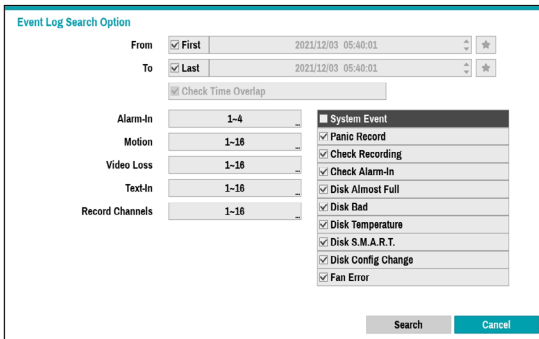 Event Log Search Option
From First 2021/12/03 05:40:01
To Last 2021/12/03 05:40:01
Check Time Overlap
Alarm-In 1~4 ...
Motion 1~16 ...
Video Loss 1~16 ...
Text-In 1~16 ...
Record Channels 1~16 ...
System Event
Panic Record
Check Recording
Check Alarm-In
Disk Almost Full
Disk Bad
Disk Temperature
Disk S.M.A.R.T.
Disk Config Change
Fan Error
Search Cancel